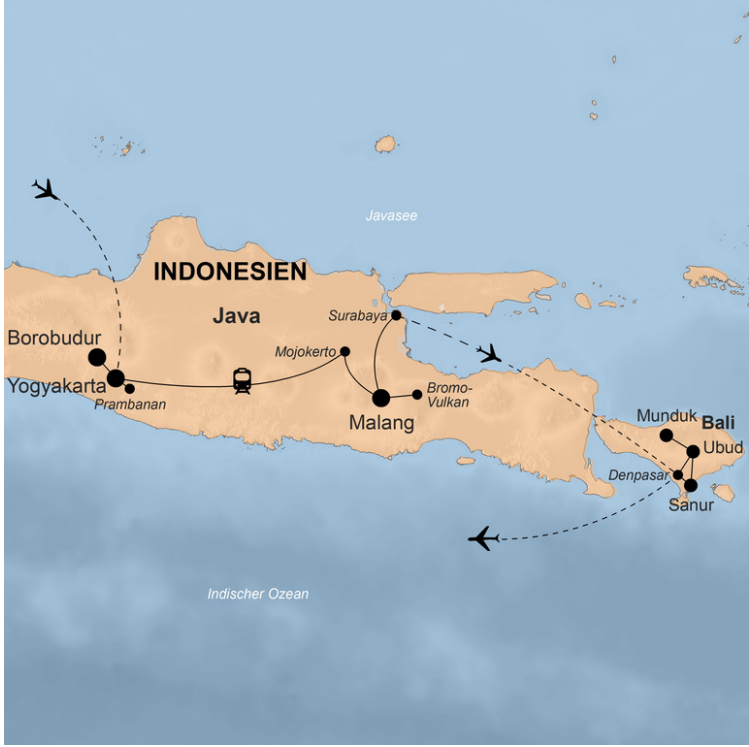 Javasee
INDONESIEN
Java
Surabaya
Borobudur
Mojokerto
Yogyakarta
Prambanan
Bromo-
Vulkan
Malang
Munduk
Bali
Ubud
Denpasar
Sanur
Indischer Ozean